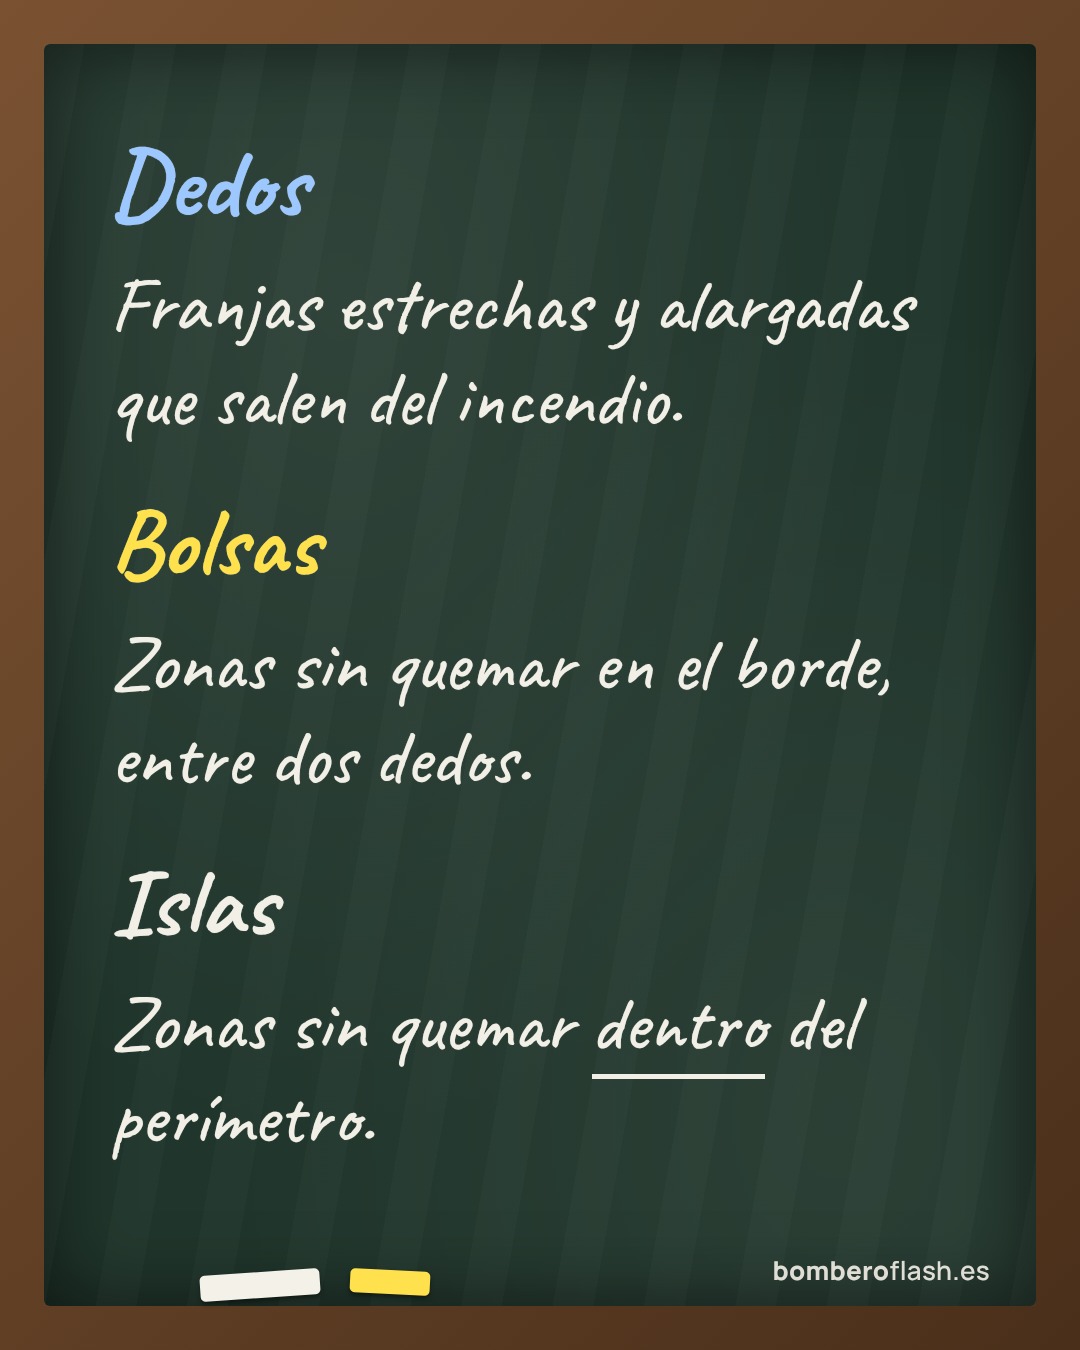 Dedos
Franjas estrechas y alargadas
que salen del incendio.
Bolsas
Zonas sin quemar en el borde,
entre dos dedos.
Islas
Zonas sin quemar dentro del
perímetro.
bomberoflash.es